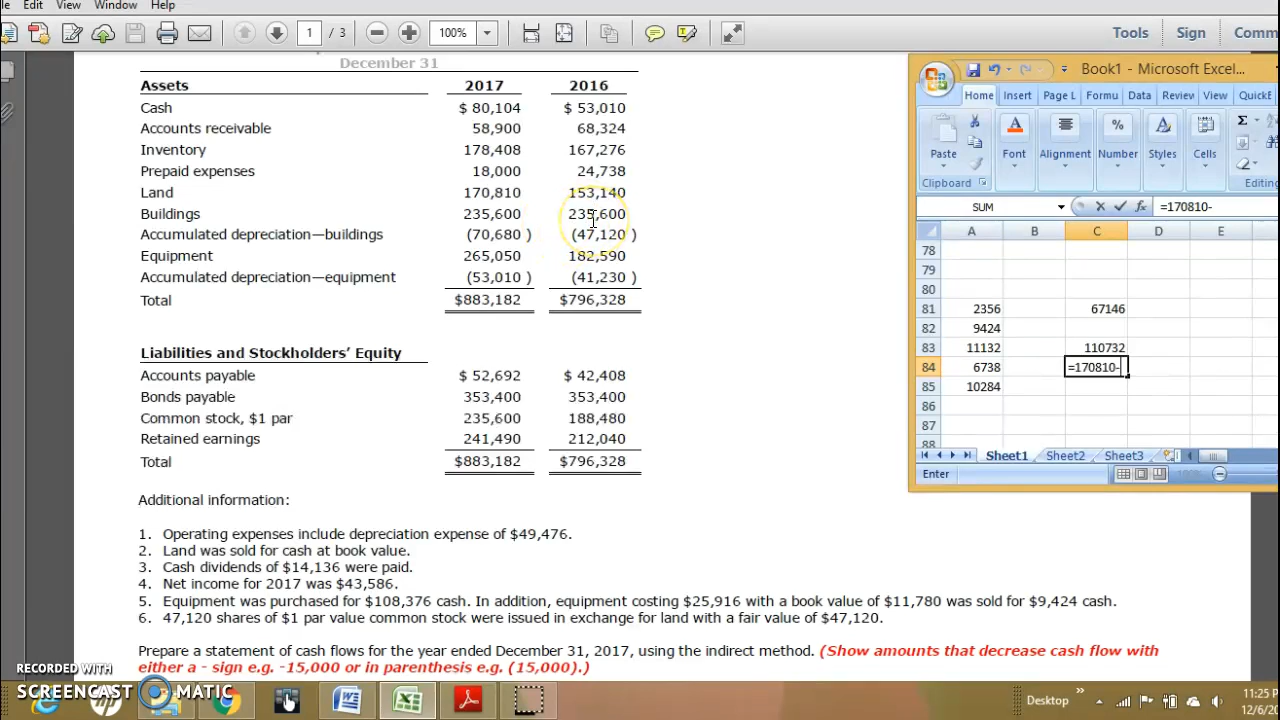 le Edit View Window Help
1 / 3 100% Tools Sign Comm
December 31
Assets 2017 2016
Cash $ 80,104 $ 53,010
Accounts receivable 58,900 68,324
Inventory 178,408 167,276
Prepaid expenses 18,000 24,738
Land 170,810 153,140
Buildings 235,600 235,600
Accumulated depreciation—buildings (70,680 ) (47,120 )
Equipment 265,050 182,590
Accumulated depreciation—equipment (53,010 ) (41,230 )
Total $883,182 $796,328
Liabilities and Stockholders’ Equity
Accounts payable $ 52,692 $ 42,408
Bonds payable 353,400 353,400
Common stock, $1 par 235,600 188,480
Retained earnings 241,490 212,040
Total $883,182 $796,328
Additional information:
1. Operating expenses include depreciation expense of $49,476.
2. Land was sold for cash at book value.
3. Cash dividends of $14,136 were paid.
4. Net income for 2017 was $43,586.
5. Equipment was purchased for $108,376 cash. In addition, equipment costing $25,916 with a book value of $11,780 was sold for $9,424 cash.
6. 47,120 shares of $1 par value common stock were issued in exchange for land with a fair value of $47,120.
Prepare a statement of cash flows for the year ended December 31, 2017, using the indirect method. (Show amounts that decrease cash flow with
either a - sign e.g. -15,000 or in parenthesis e.g. (15,000).)
Book1 - Microsoft Excel...
Home Insert Page L Formu Data Review View QuickB
Paste Font Alignment Number Styles Cells
Clipboard
SUM fx =170810-
A B C D E
78
79
80
81 2356 67146
82 9424
83 11132 110732
84 6738 =170810-
85 10284
86
87
88
Sheet1 Sheet2 Sheet3
Enter 100%
RECORDED WITH
SCREENCAST MATIC
Desktop 11:25 PM
12/6/20